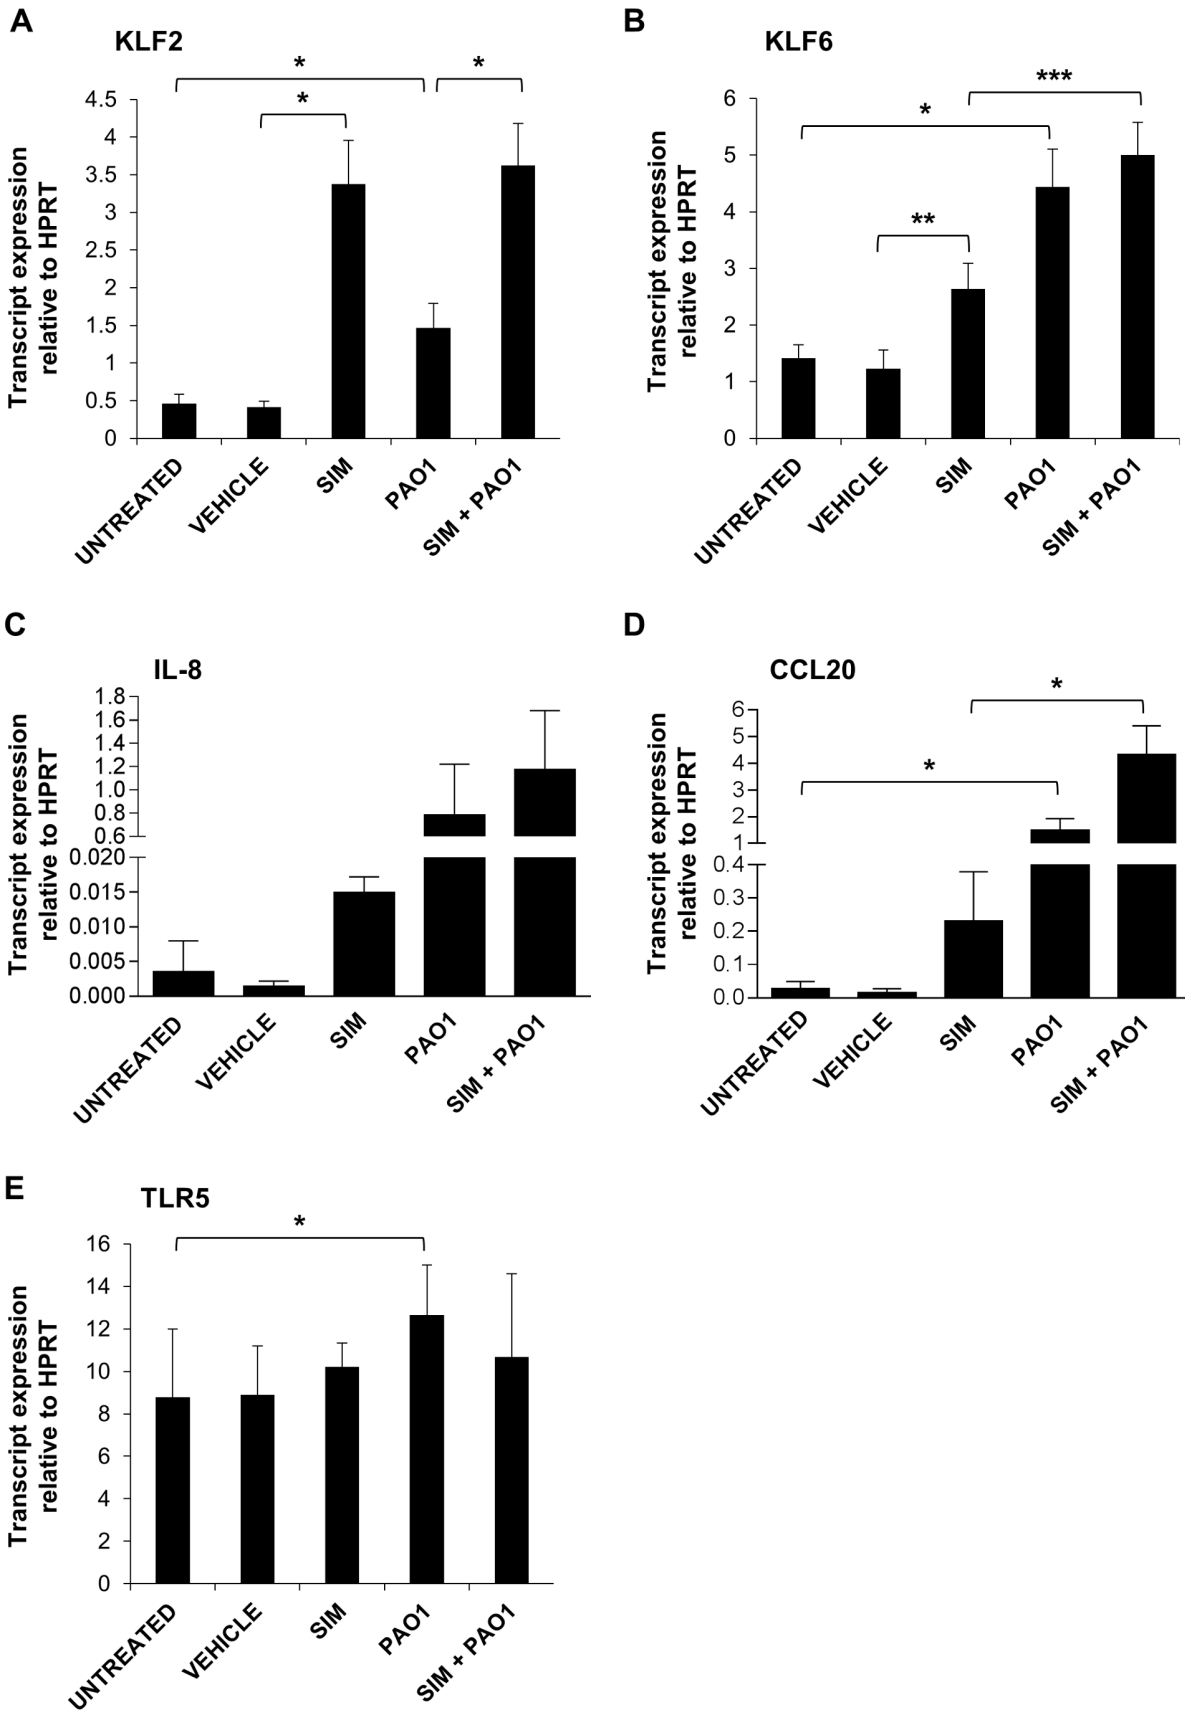 A
KLF2
*
*
*
Transcript expression
relative to HPRT
4.5
4
3.5
3
2.5
2
1.5
1
0.5
0
UNTREATED
VEHICLE
SIM
PAO1
SIM + PAO1
B
KLF6
***
*
**
Transcript expression
relative to HPRT
6
5
4
3
2
1
0
UNTREATED
VEHICLE
SIM
PAO1
SIM + PAO1
C
IL-8
Transcript expression
relative to HPRT
1.8
1.6
1.4
1.2
1.0
0.8
0.6
0.020
0.015
0.010
0.005
0.000
UNTREATED
VEHICLE
SIM
PAO1
SIM + PAO1
D
CCL20
*
*
Transcript expression
relative to HPRT
6
5
4
3
2
1
0.4
0.3
0.2
0.1
0.0
UNTREATED
VEHICLE
SIM
PAO1
SIM + PAO1
E
TLR5
*
Transcript expression
relative to HPRT
16
14
12
10
8
6
4
2
0
UNTREATED
VEHICLE
SIM
PAO1
SIM + PAO1